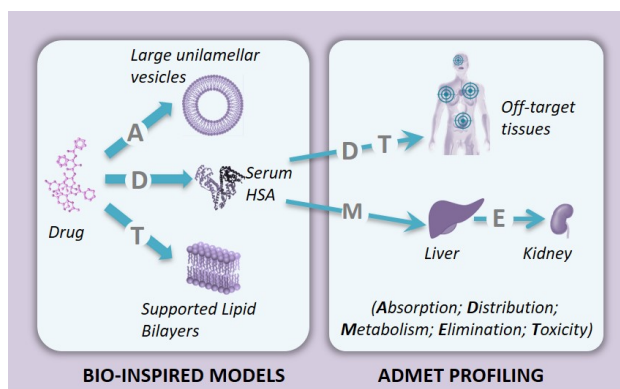 Large unilamellar
vesicles
A
D
T
Drug
Serum
HSA
Supported Lipid
Bilayers
BIO-INSPIRED MODELS
D T
Off-target
tissues
M
E
Liver
Kidney
(Absorption; Distribution;
Metabolism; Elimination; Toxicity)
ADMET PROFILING